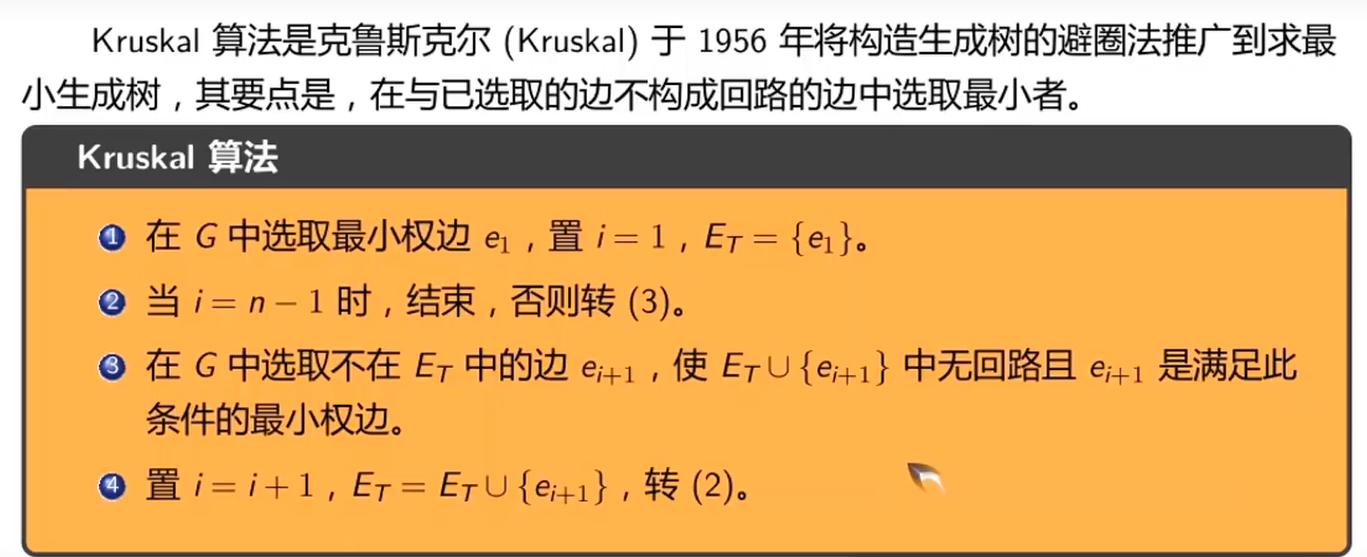 Kruskal 算法是克鲁斯克尔 (Kruskal) 于 1956 年将构造生成树的避圈法推广到求最
小生成树，其要点是，在与已选取的边不构成回路的边中选取最小者。
Kruskal 算法
1 在 G 中选取最小权边 e₁，置 i = 1，E_T = {e₁}。
2 当 i = n − 1 时，结束，否则转 (3)。
3 在 G 中选取不在 E_T 中的边 e_{i+1}，使 E_T ∪ {e_{i+1}} 中无回路且 e_{i+1} 是满足此
条件的最小权边。
4 置 i = i + 1，E_T = E_T ∪ {e_{i+1}}，转 (2)。